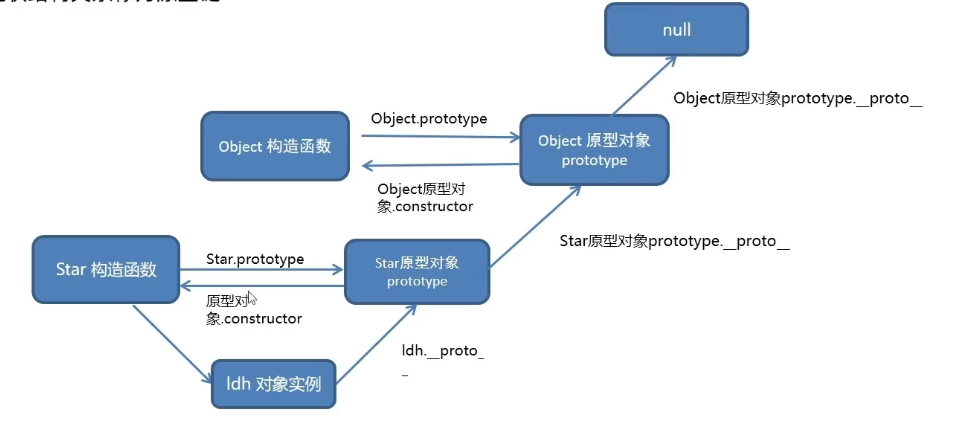 null
Object原型对象prototype.__proto__
Object.prototype
Object 构造函数
Object 原型对象
prototype
Object原型对
象.constructor
Star原型对象prototype.__proto__
Star 构造函数
Star.prototype
Star原型对象
prototype
原型对
象.constructor
ldh.__proto_
_
ldh 对象实例